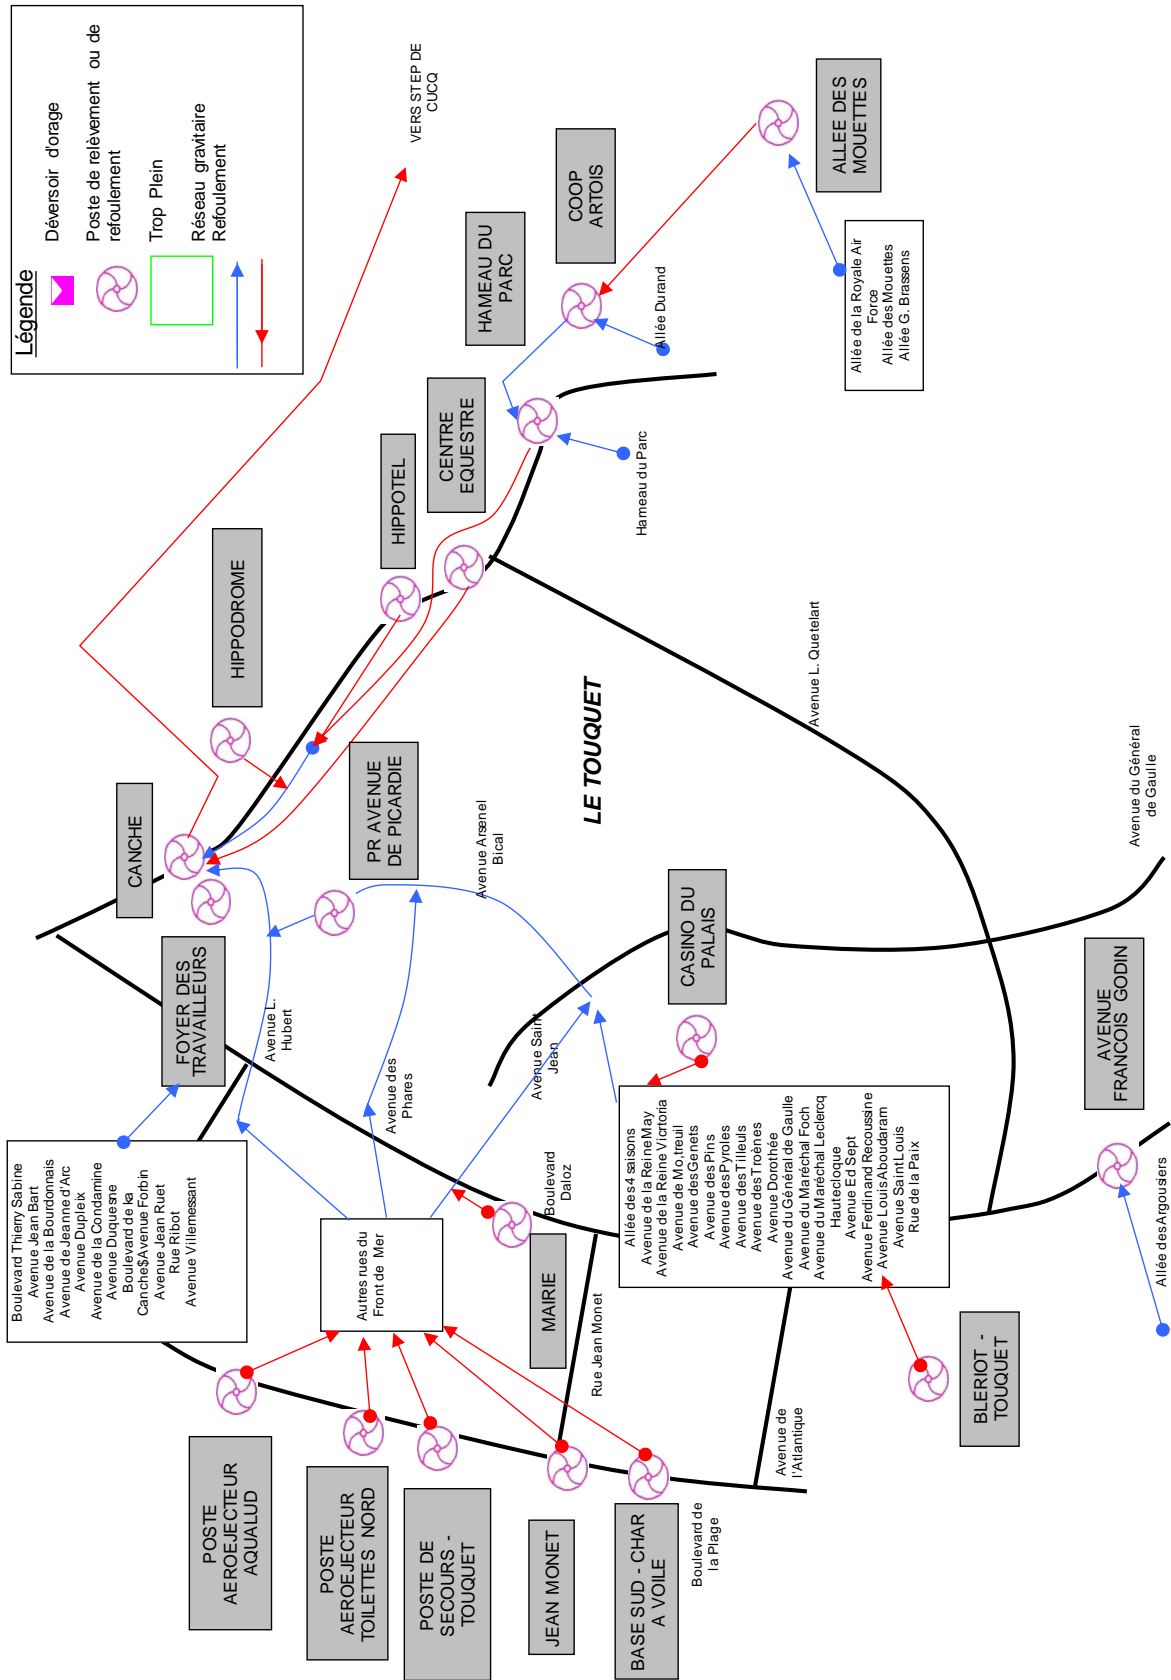 Légende
Déversoir d'orage
Poste de relèvement ou de
refoulement
Trop Plein
Réseau gravitaire
Refoulement
VERS STEP DE
CUCQ
ALLEE DES
MOUETTES
COOP
ARTOIS
HAMEAU DU
PARC
CENTRE
EQUESTRE
HIPPOTEL
HIPPODROME
CANCHE
PR AVENUE
DE PICARDIE
FOYER DES
TRAVAILLEURS
Allée Durand
Allée de la Royale Air
Force
Allée des Mouettes
Allée G. Brassens
Hameau du Parc
LE TOUQUET
Avenue L. Quetelart
Avenue du Général
de Gaulle
Avenue Arsenel
Bical
CASINO DU
PALAIS
AVENUE
FRANCOIS GODIN
Avenue L.
Hubert
Avenue des
Phares
Avenue Saint
Jean
Boulevard
Daloz
Boulevard Thierry Sabine
Avenue Jean Bart
Avenue de la Bourdonnais
Avenue de Jeanne d'Arc
Avenue Dupleix
Avenue de la Condamine
Avenue Duquesne
Boulevard de ka
Canche$Avenue Forbin
Avenue Jean Ruet
Rue Ribot
Avenue Villemessant
Autres rues du
Front de Mer
Allée des 4 saisons
Avenue de la Reine May
Avenue de la Reine Vicrtoria
Avenue de Mo,treuil
Avenue des Genets
Avenue des Pins
Avenue des Pyroles
Avenue des Tilleuls
Avenue des Troènes
Avenue Dorothée
Avenue du Général de Gaulle
Avenue du Maréchal Foch
Avenue du Maréchal Leclercq
Hautecloque
Avenue Ed Sept
Avenue Ferdinand Recoussine
Avenue Louis Aboudaram
Avenue Saint Louis
Rue de la Paix
Allée des Argousiers
MAIRIE
Rue Jean Monet
Avenue de
l'Atlantique
BLERIOT -
TOUQUET
POSTE
AEROEJECTEUR
AQUALUD
POSTE
AEROEJECTEUR
TOILETTES NORD
POSTE DE
SECOURS -
TOUQUET
JEAN MONET
BASE SUD - CHAR
A VOILE
Boulevard de
la Plage